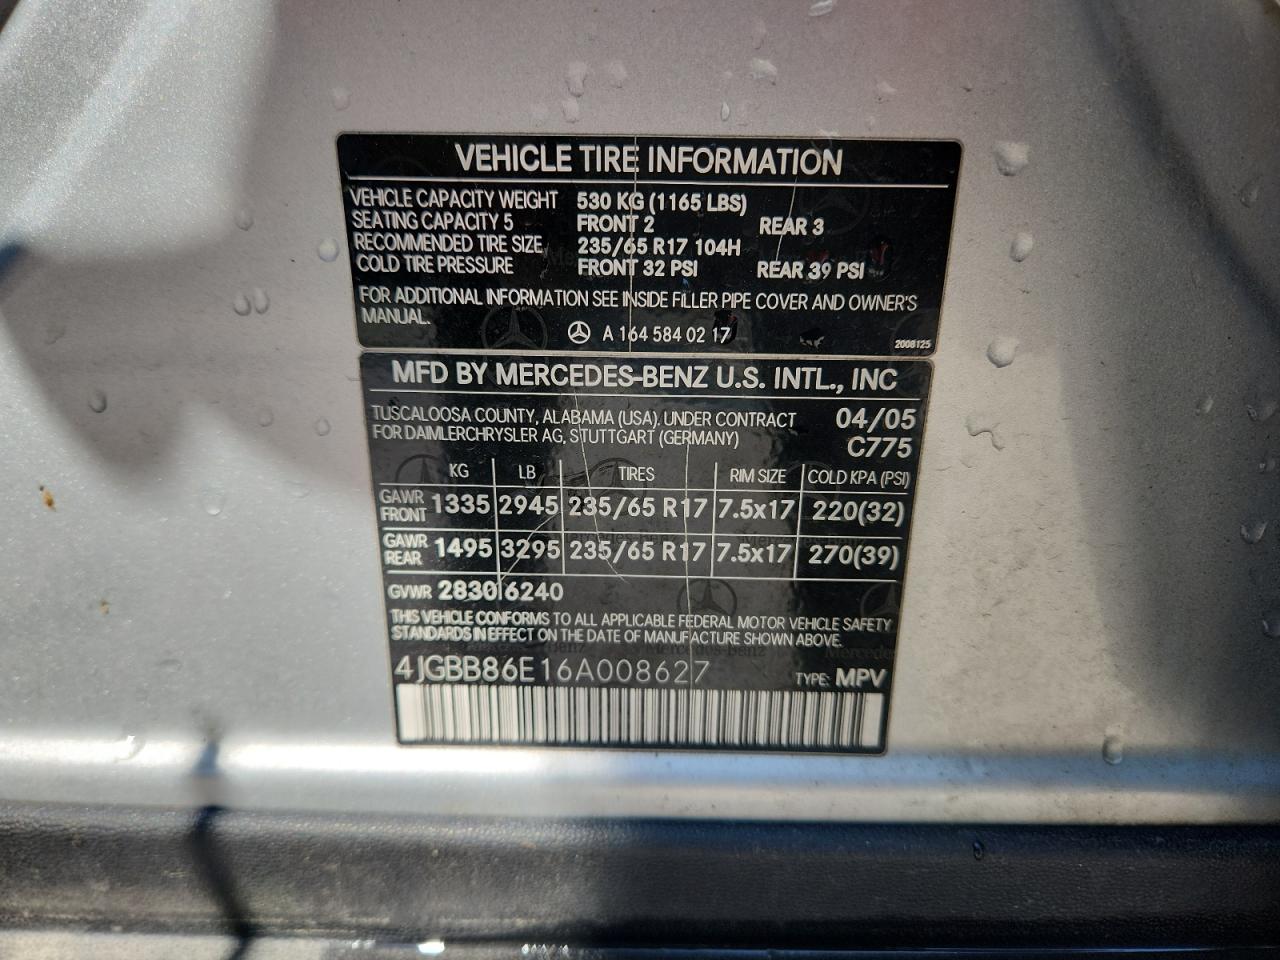 VEHICLE TIRE INFORMATION
VEHICLE CAPACITY WEIGHT 530 KG (1165 LBS)
SEATING CAPACITY 5 FRONT 2 REAR 3
RECOMMENDED TIRE SIZE 235/65 R17 104H
COLD TIRE PRESSURE FRONT 32 PSI REAR 39 PSI
FOR ADDITIONAL INFORMATION SEE INSIDE FILLER PIPE COVER AND OWNER'S
MANUAL.
A 164 584 02 17
2008125
MFD BY MERCEDES-BENZ U.S. INTL., INC
TUSCALOOSA COUNTY, ALABAMA (USA). UNDER CONTRACT 04/05
FOR DAIMLERCHRYSLER AG, STUTTGART (GERMANY) C775
KG LB TIRES RIM SIZE COLD KPA (PSI)
GAWR FRONT 1335 2945 235/65 R17 7.5x17 220(32)
GAWR REAR 1495 3295 235/65 R17 7.5x17 270(39)
GVWR 2830 6240
THIS VEHICLE CONFORMS TO ALL APPLICABLE FEDERAL MOTOR VEHICLE SAFETY
STANDARDS IN EFFECT ON THE DATE OF MANUFACTURE SHOWN ABOVE.
4JGBB86E16A008627 TYPE: MPV